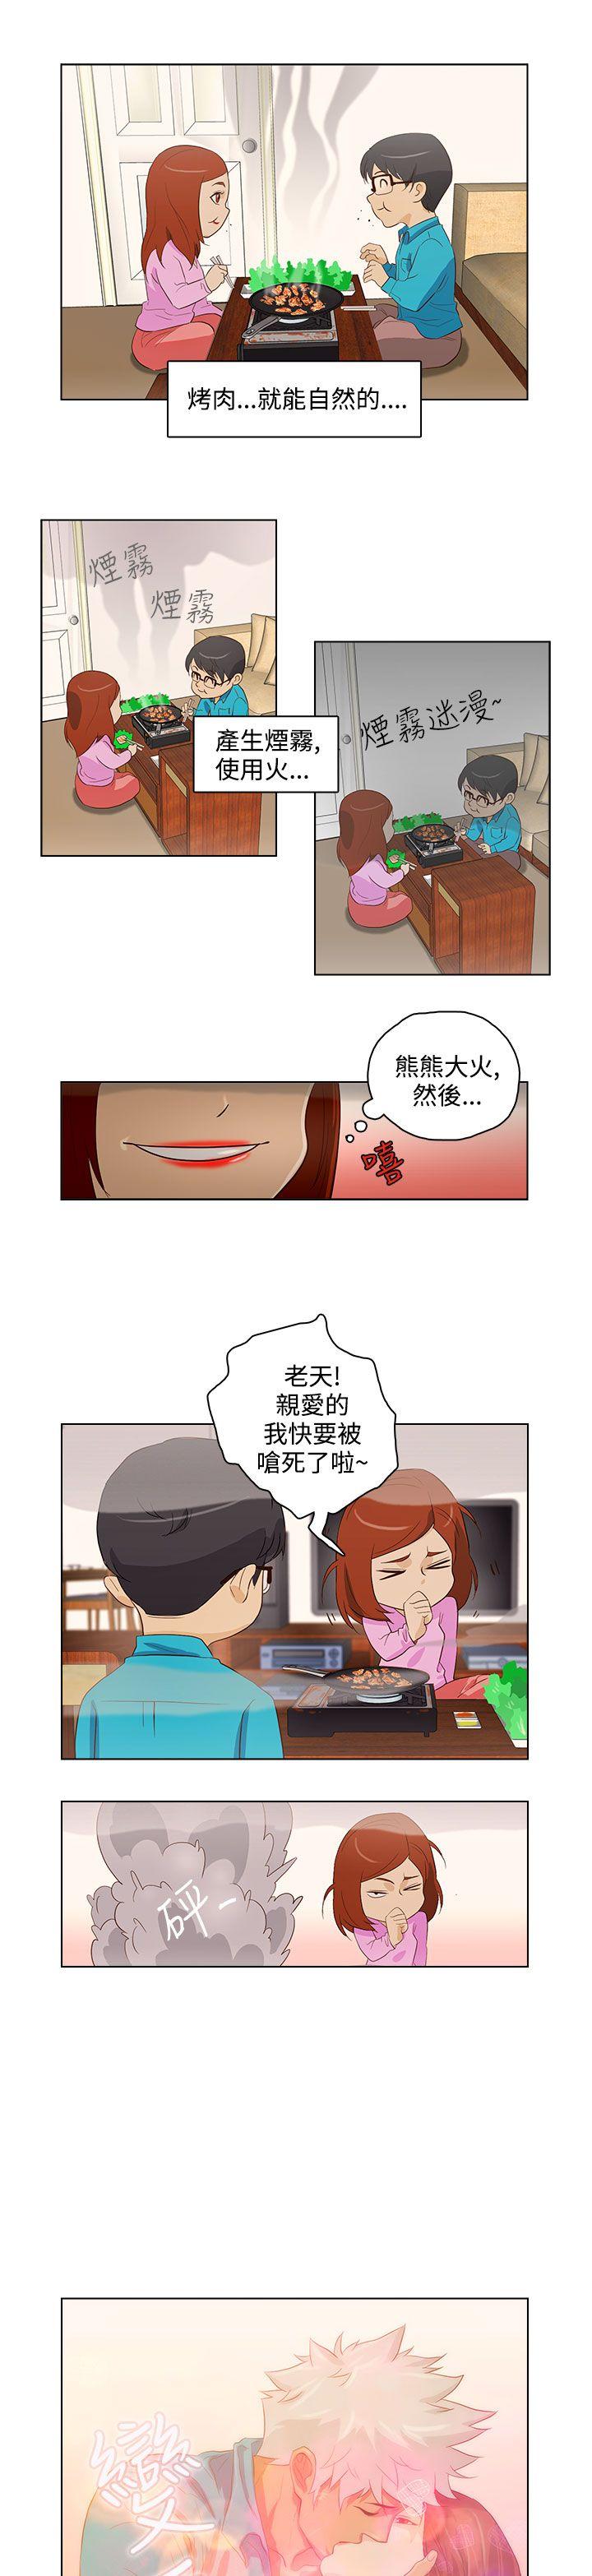 烤肉...就能自然的....
煙霧
煙霧
產生煙霧,
使用火...
煙霧迷漫~
熊熊大火,
然後...
嘻
老天!
親愛的
我快要被
嗆死了啦~
砰-
變